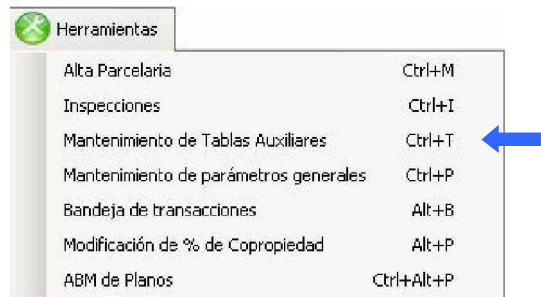 Herramientas
Alta Parcelaria Ctrl+M
Inspecciones Ctrl+I
Mantenimiento de Tablas Auxiliares Ctrl+T
Mantenimiento de parámetros generales Ctrl+P
Bandeja de transacciones Alt+B
Modificación de % de Copropiedad Alt+P
ABM de Planos Ctrl+Alt+P